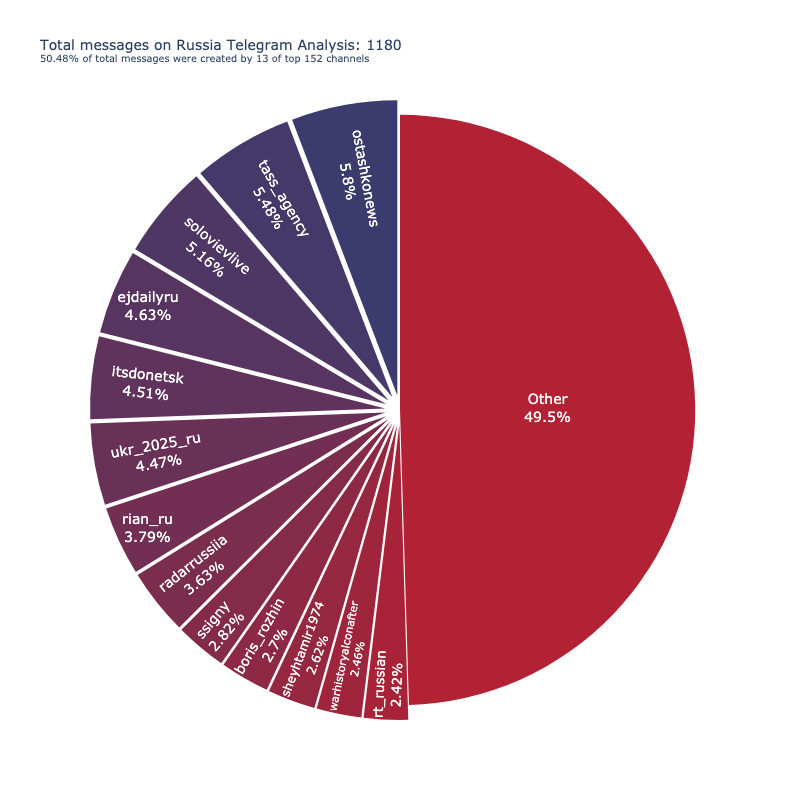 Total messages on Russia Telegram Analysis: 1180
50.48% of total messages were created by 13 of top 152 channels
ostashkonews
5.8%
tass_agency
5.48%
solovievlive
5.16%
ejdailyru
4.63%
itsdonetsk
4.51%
ukr_2025_ru
4.47%
rian_ru
3.79%
radarrussiia
3.63%
ssigny
2.82%
boris_rozhin
2.7%
sheyhtamir1974
2.62%
warhistoryalconafter
2.46%
rt_russian
2.42%
Other
49.5%